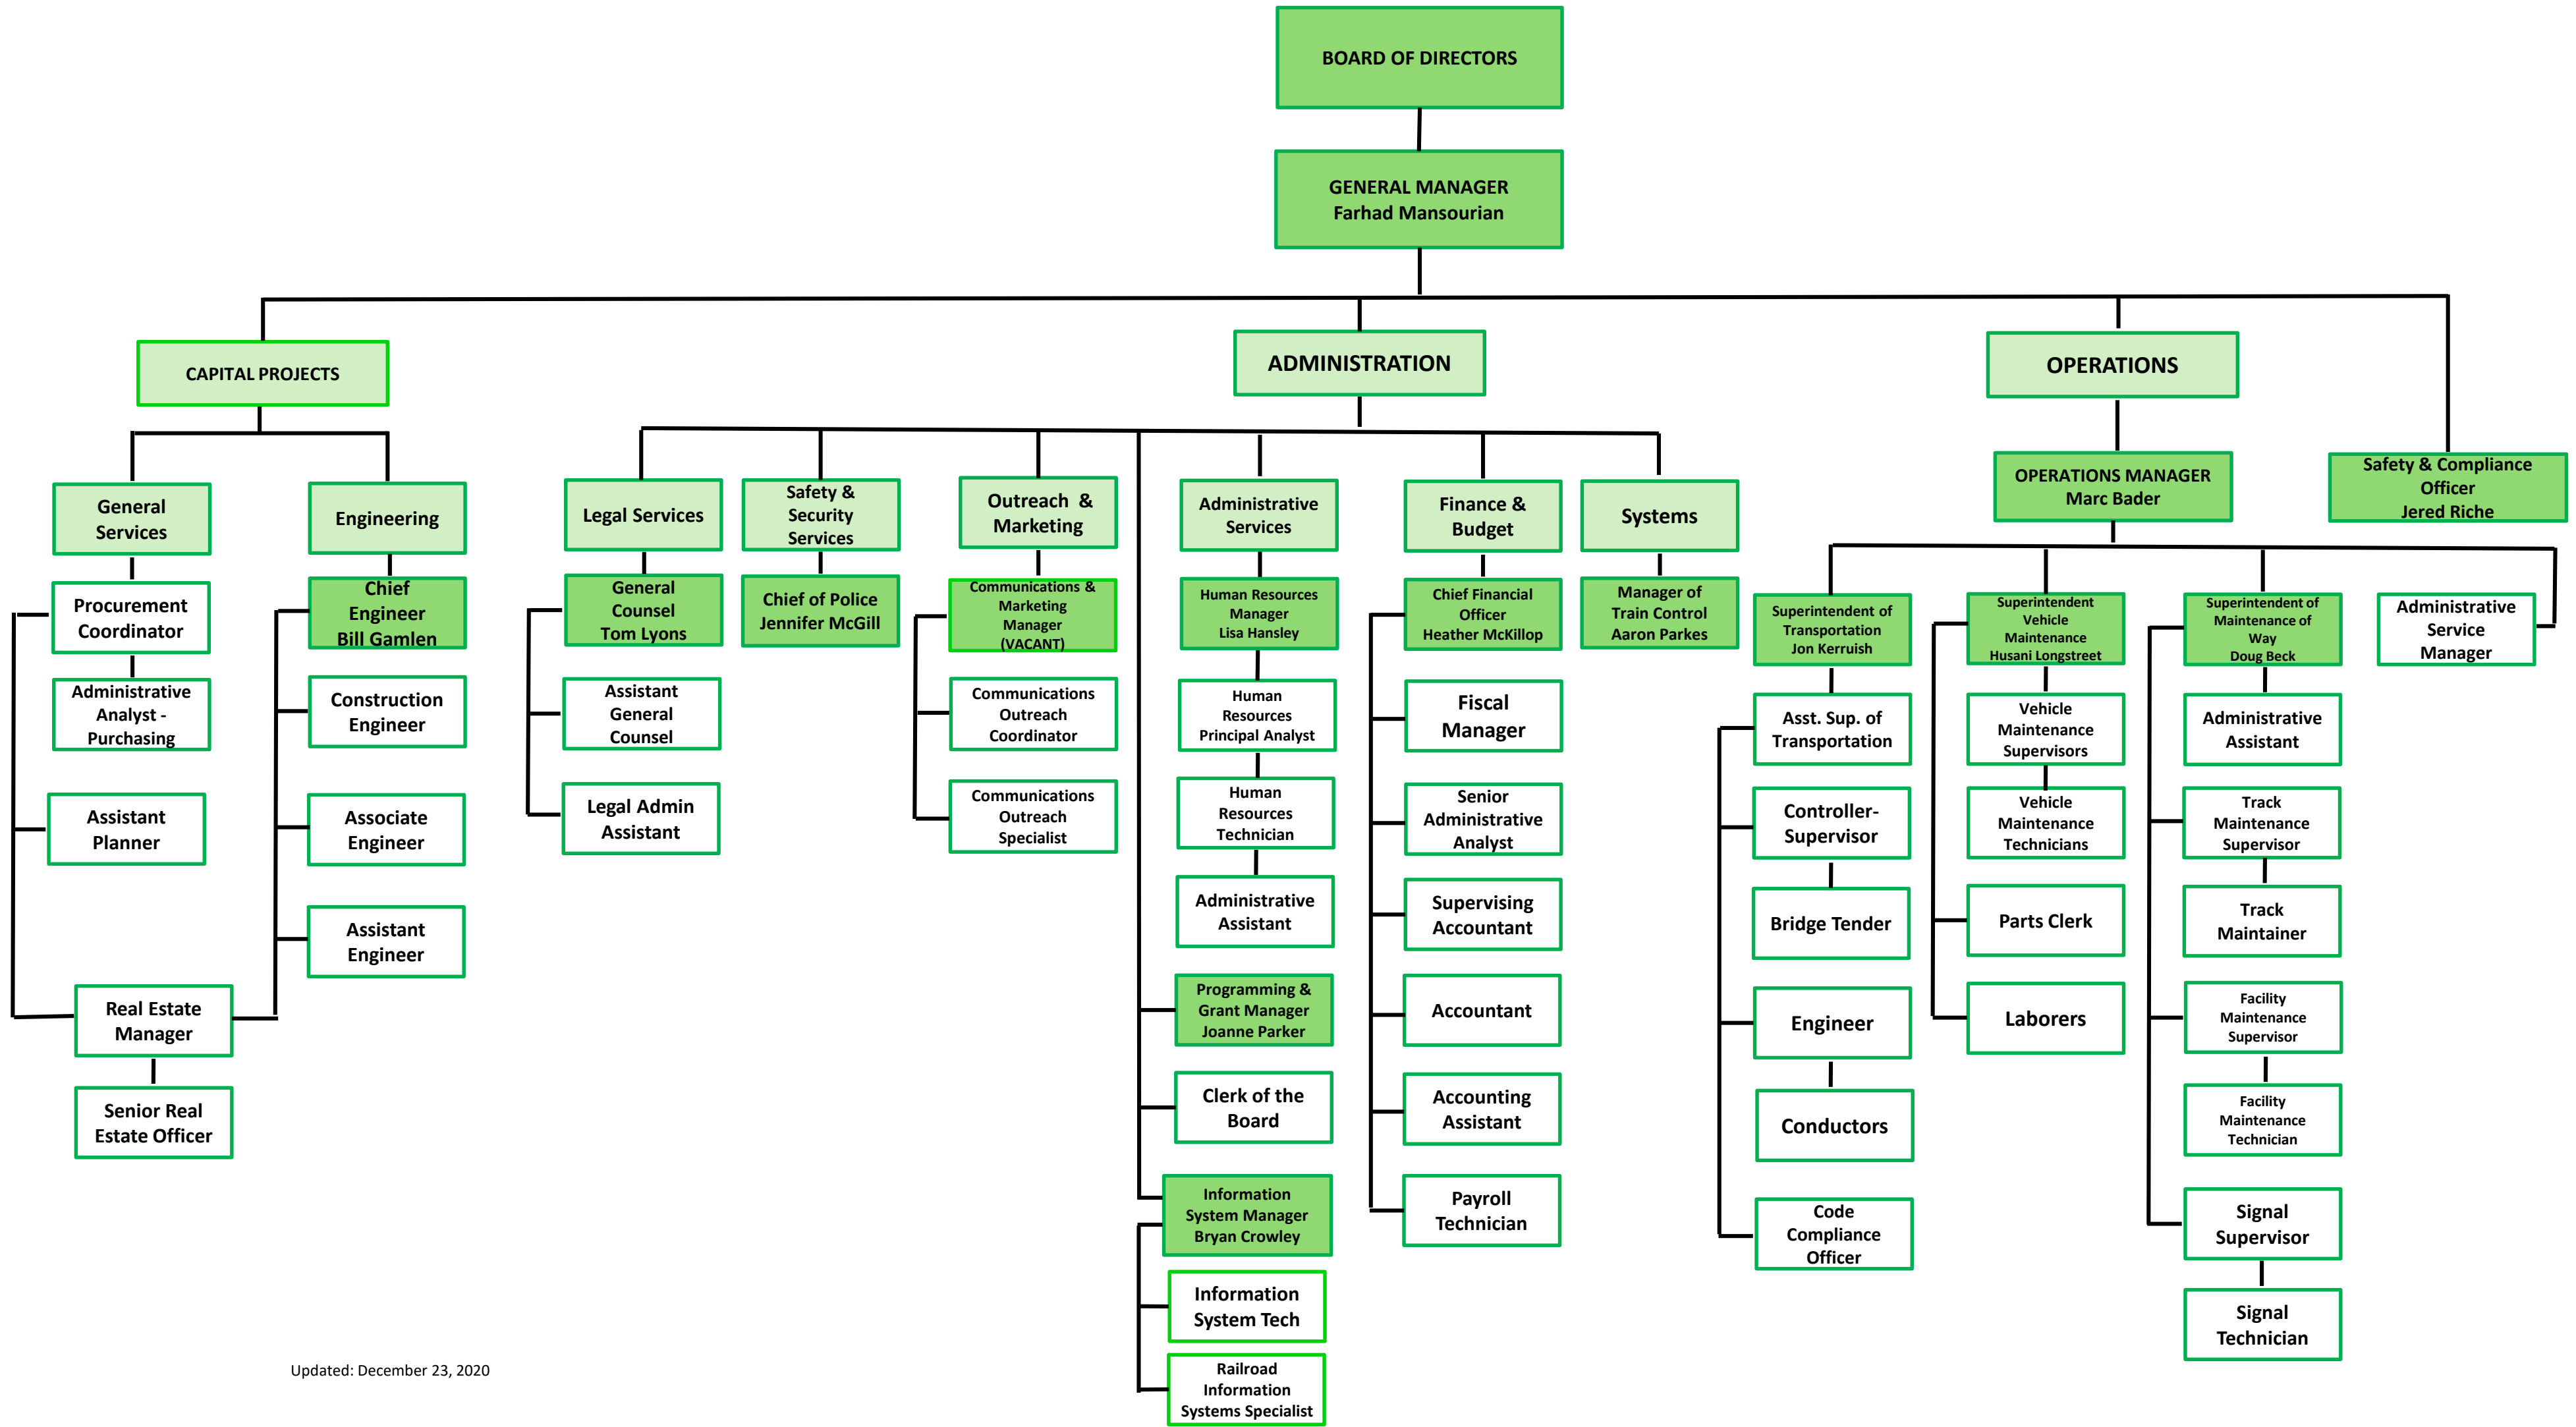 BOARD OF DIRECTORS
GENERAL MANAGER
Farhad Mansourian
CAPITAL PROJECTS
ADMINISTRATION
OPERATIONS
General
Services
Engineering
Legal Services
Safety &
Security
Services
Outreach &
Marketing
Administrative
Services
Finance &
Budget
Systems
OPERATIONS MANAGER
Marc Bader
Safety & Compliance
Officer
Jered Riche
Procurement
Coordinator
Administrative
Analyst -
Purchasing
Assistant
Planner
Real Estate
Manager
Senior Real
Estate Officer
Chief
Engineer
Bill Gamlen
Construction
Engineer
Associate
Engineer
Assistant
Engineer
General
Counsel
Tom Lyons
Assistant
General
Counsel
Legal Admin
Assistant
Chief of Police
Jennifer McGill
Communications &
Marketing
Manager
(VACANT)
Communications
Outreach
Coordinator
Communications
Outreach
Specialist
Human Resources
Manager
Lisa Hansley
Human
Resources
Principal Analyst
Human
Resources
Technician
Administrative
Assistant
Programming &
Grant Manager
Joanne Parker
Clerk of the
Board
Information
System Manager
Bryan Crowley
Information
System Tech
Railroad
Information
Systems Specialist
Chief Financial
Officer
Heather McKillop
Fiscal
Manager
Senior
Administrative
Analyst
Supervising
Accountant
Accountant
Accounting
Assistant
Payroll
Technician
Manager of
Train Control
Aaron Parkes
Superintendent of
Transportation
Jon Kerruish
Asst. Sup. of
Transportation
Controller-
Supervisor
Bridge Tender
Engineer
Conductors
Code
Compliance
Officer
Superintendent
Vehicle
Maintenance
Husani Longstreet
Vehicle
Maintenance
Supervisors
Vehicle
Maintenance
Technicians
Parts Clerk
Laborers
Superintendent of
Maintenance of
Way
Doug Beck
Administrative
Assistant
Track
Maintenance
Supervisor
Track
Maintainer
Facility
Maintenance
Supervisor
Facility
Maintenance
Technician
Signal
Supervisor
Signal
Technician
Administrative
Service
Manager
Updated: December 23, 2020